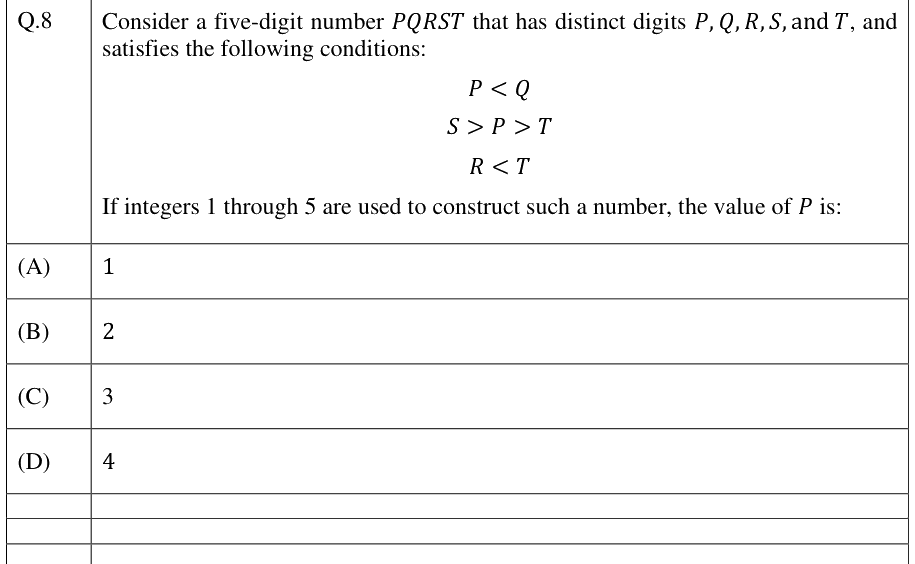 Q.8 Consider a five-digit number PQRST that has distinct digits P, Q, R, S, and T, and
satisfies the following conditions:
P < Q
S > P > T
R < T
If integers 1 through 5 are used to construct such a number, the value of P is:
(A) 1
(B) 2
(C) 3
(D) 4